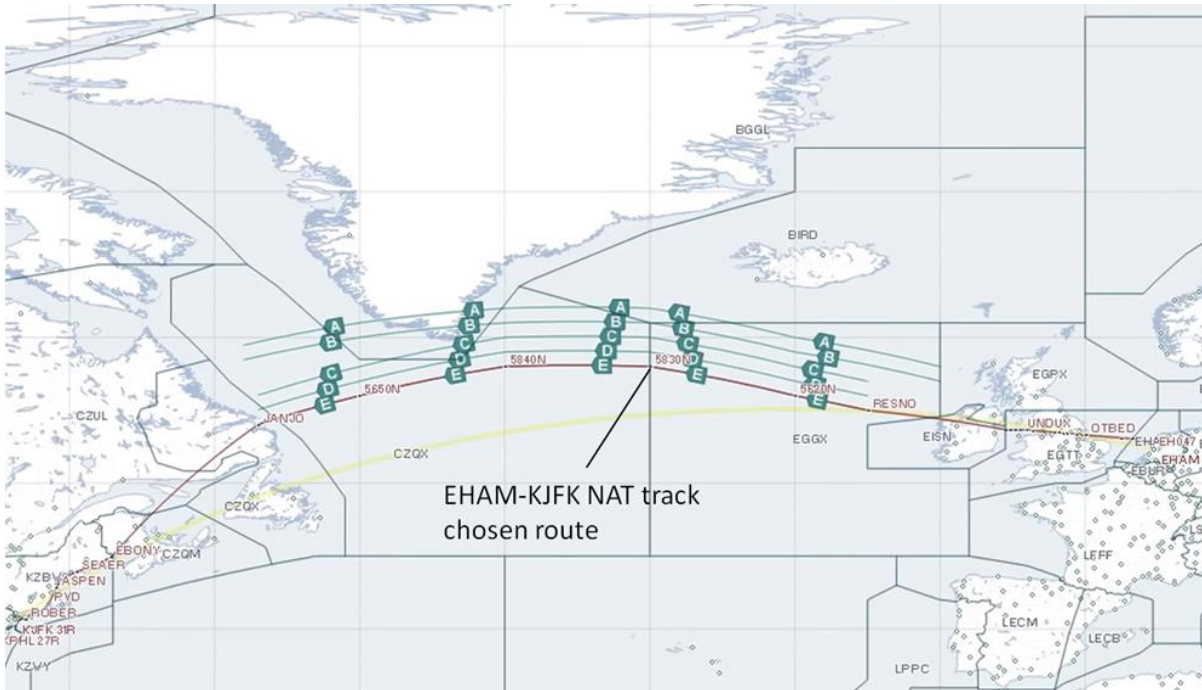 BGGL
BIRD
A
A
A
B
B
B
A
A
B
B
C
C
C
C
D
D
D
E
E
E
E
E
5840N
5830N
5650N
5620N
EGPX
RESNO
JANJO
CZUL
UNDUX
OTBED
EGGX
EISN
EGTT
EHAM
CZQX
CZQX
EHAM-KJFK NAT track
chosen route
EBONY
CZQM
SEAER
ASPEN
PVD
ROBER
KJFK 31R
KPHL 27R
KZWY
LEFF
LECM
LECB
LPPC